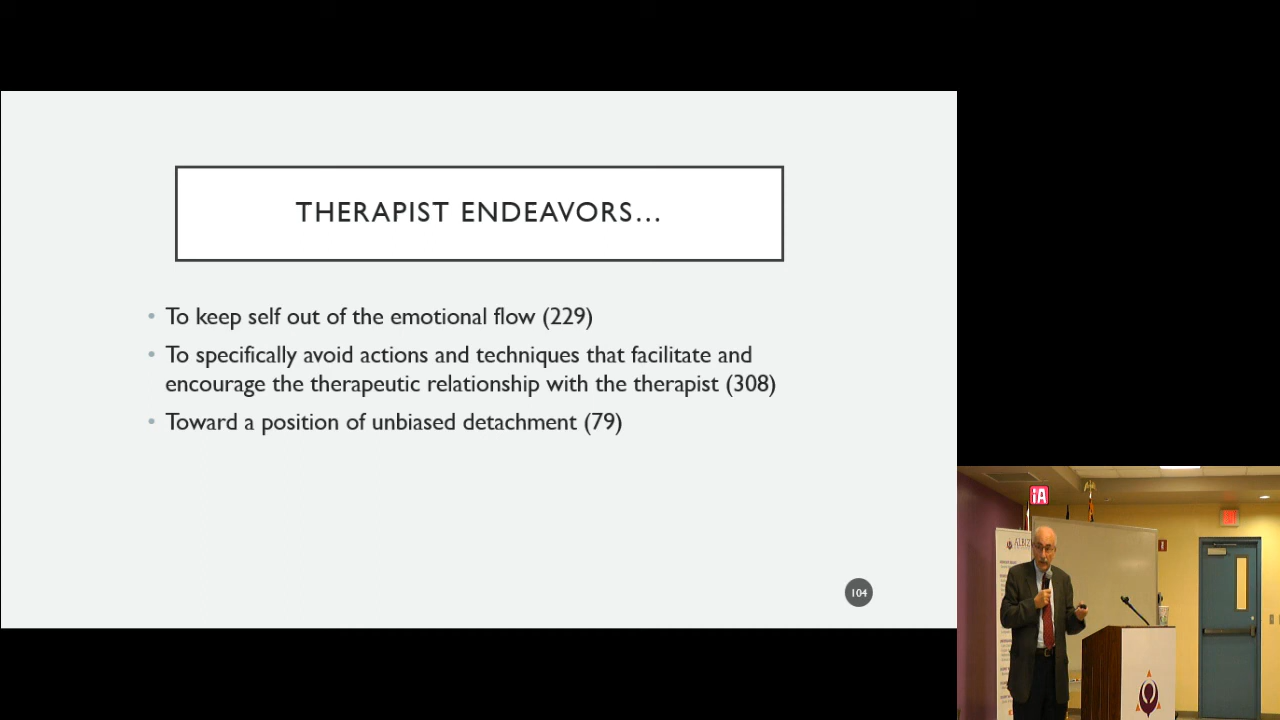 THERAPIST ENDEAVORS...
• To keep self out of the emotional flow (229)
• To specifically avoid actions and techniques that facilitate and
encourage the therapeutic relationship with the therapist (308)
• Toward a position of unbiased detachment (79)
104
iA